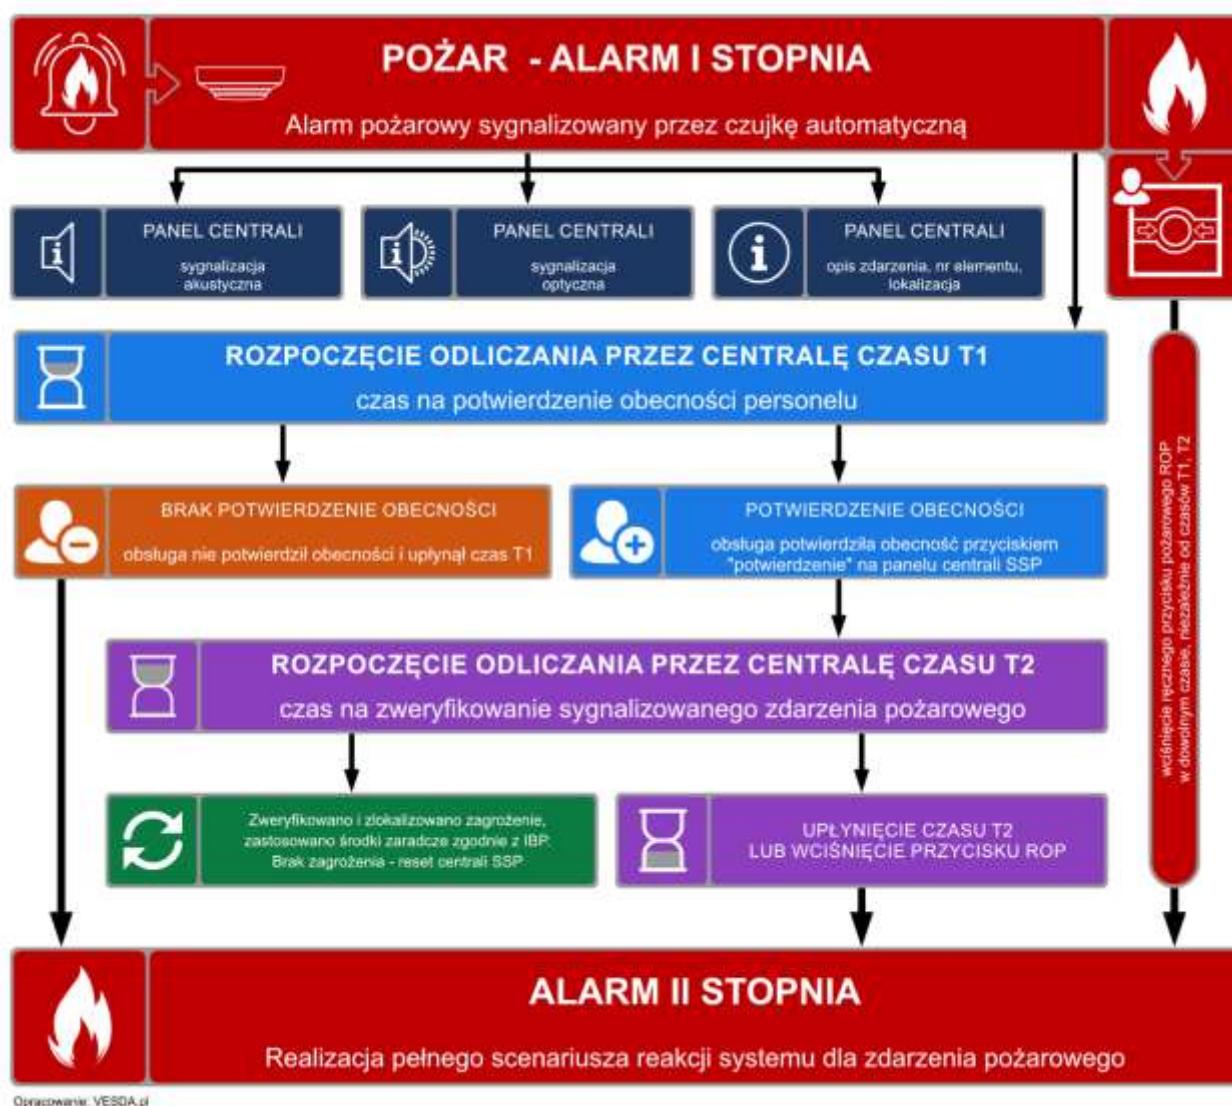 POŻAR - ALARM I STOPNIA
Alarm pożarowy sygnalizowany przez czujkę automatyczną
PANEL CENTRALI
sygnalizacja
akustyczna
PANEL CENTRALI
sygnalizacja
optyczna
PANEL CENTRALI
opis zdarzenia, nr elementu,
lokalizacja
ROZPOCZĘCIE ODLICZANIA PRZEZ CENTRALĘ CZASU T1
czas na potwierdzenie obecności personelu
BRAK POTWIERDZENIE OBECNOŚCI
obsługa nie potwierdził obecności i upłynął czas T1
POTWIERDZENIE OBECNOŚCI
obsługa potwierdziła obecność przyciskiem
"potwierdzenie" na panelu centrali SSP
ROZPOCZĘCIE ODLICZANIA PRZEZ CENTRALĘ CZASU T2
czas na zweryfikowanie sygnalizowanego zdarzenia pożarowego
Zweryfikowano i zlokalizowano zagrożenie,
zastosowano środki zaradcze zgodnie z IBP.
Brak zagrożenia - reset centrali SSP
UPŁYNIĘCIE CZASU T2
LUB WCIŚNIĘCIE PRZYCISKU ROP
wciśnięcie ręcznego przycisku pożarowego ROP
w dowolnym czasie, niezależnie od czasów T1, T2
ALARM II STOPNIA
Realizacja pełnego scenariusza reakcji systemu dla zdarzenia pożarowego
Opracowanie: VESDA.pl